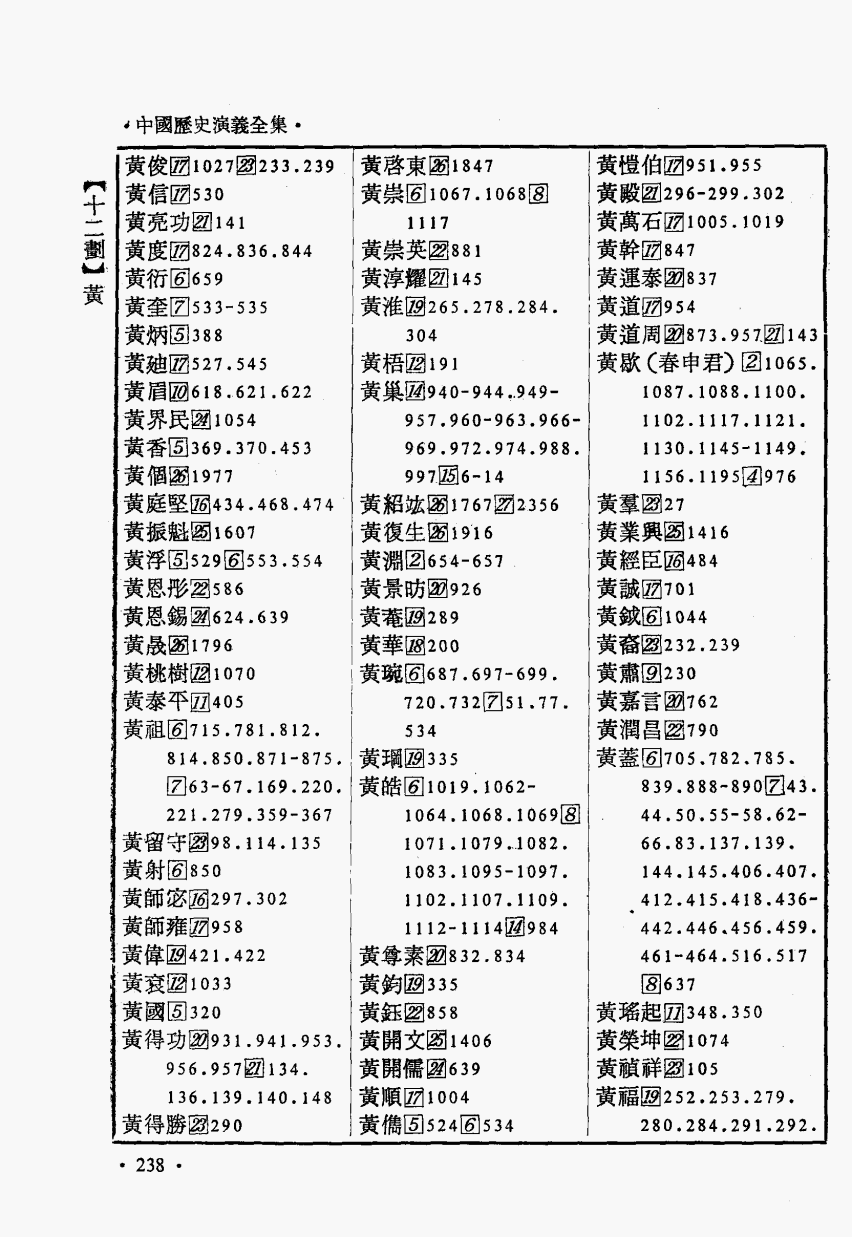 ·中國歷史演義全集·
【十二劃】黃
黃俊[17]1027[23]233.239
黃信[17]530
黃亮功[21]141
黃度[17]824.836.844
黃衍[6]659
黃奎[7]533-535
黃炳[5]388
黃廸[17]527.545
黃眉[10]618.621.622
黃界民[24]1054
黃香[5]369.370.453
黃個[26]1977
黃庭堅[16]434.468.474
黃振魁[25]1607
黃浮[5]529[6]553.554
黃恩彤[22]586
黃恩錫[24]624.639
黃晟[26]1796
黃桃樹[12]1070
黃泰平[11]405
黃祖[6]715.781.812.
814.850.871-875.
[7]63-67.169.220.
221.279.359-367
黃留守[23]98.114.135
黃射[6]850
黃師宓[16]297.302
黃師雍[17]958
黃偉[19]421.422
黃袞[12]1033
黃國[5]320
黃得功[20]931.941.953.
956.957[21]134.
136.139.140.148
黃得勝[23]290
黃啓東[26]1847
黃崇[6]1067.1068[8]
1117
黃崇英[22]881
黃淳耀[21]145
黃淮[19]265.278.284.
304
黃梧[12]191
黃巢[14]940-944.949-
957.960-963.966-
969.972.974.988.
997[15]6-14
黃紹竑[26]1767[27]2356
黃復生[26]1916
黃淵[2]654-657
黃景昉[20]926
黃菴[19]289
黃華[18]200
黃琬[6]687.697-699.
720.732[7]51.77.
534
黃琱[19]335
黃皓[6]1019.1062-
1064.1068.1069[8]
1071.1079.1082.
1083.1095-1097.
1102.1107.1109.
1112-1114[14]984
黃尊素[20]832.834
黃鈞[19]335
黃鈺[22]858
黃開文[25]1406
黃開儒[24]639
黃順[17]1004
黃儁[5]524[6]534
黃愷伯[17]951.955
黃殿[21]296-299.302
黃萬石[17]1005.1019
黃幹[17]847
黃運泰[20]837
黃道[17]954
黃道周[20]873.957[21]143
黃歇(春申君)[2]1065.
1087.1088.1100.
1102.1117.1121.
1130.1145-1149.
1156.1195[4]976
黃羣[23]27
黃業興[25]1416
黃經臣[16]484
黃誠[17]701
黃鉞[6]1044
黃裔[23]232.239
黃肅[9]230
黃嘉言[20]762
黃潤昌[22]790
黃蓋[6]705.782.785.
839.888-890[7]43.
44.50.55-58.62-
66.83.137.139.
144.145.406.407.
412.415.418.436-
442.446.456.459.
461-464.516.517
[8]637
黃瑤起[11]348.350
黃榮坤[22]1074
黃禎祥[23]105
黃福[19]252.253.279.
280.284.291.292.
·238·